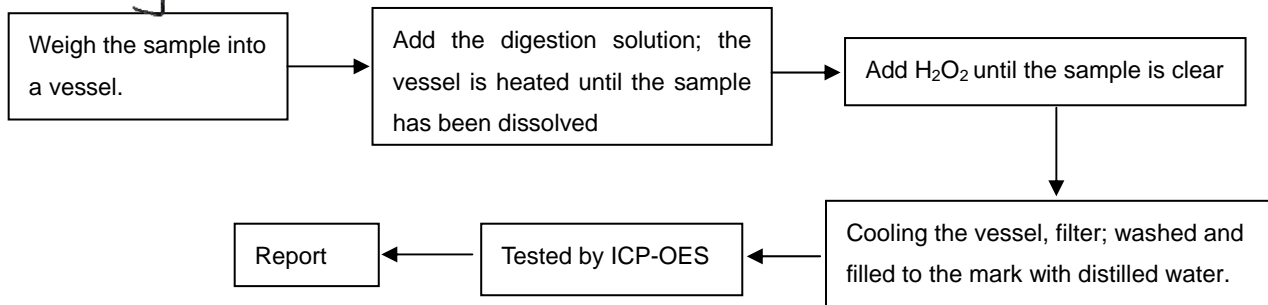 Weigh the sample into
a vessel.
Add the digestion solution; the
vessel is heated until the sample
has been dissolved
Add H₂O₂ until the sample is clear
Cooling the vessel, filter; washed and
filled to the mark with distilled water.
Tested by ICP-OES
Report